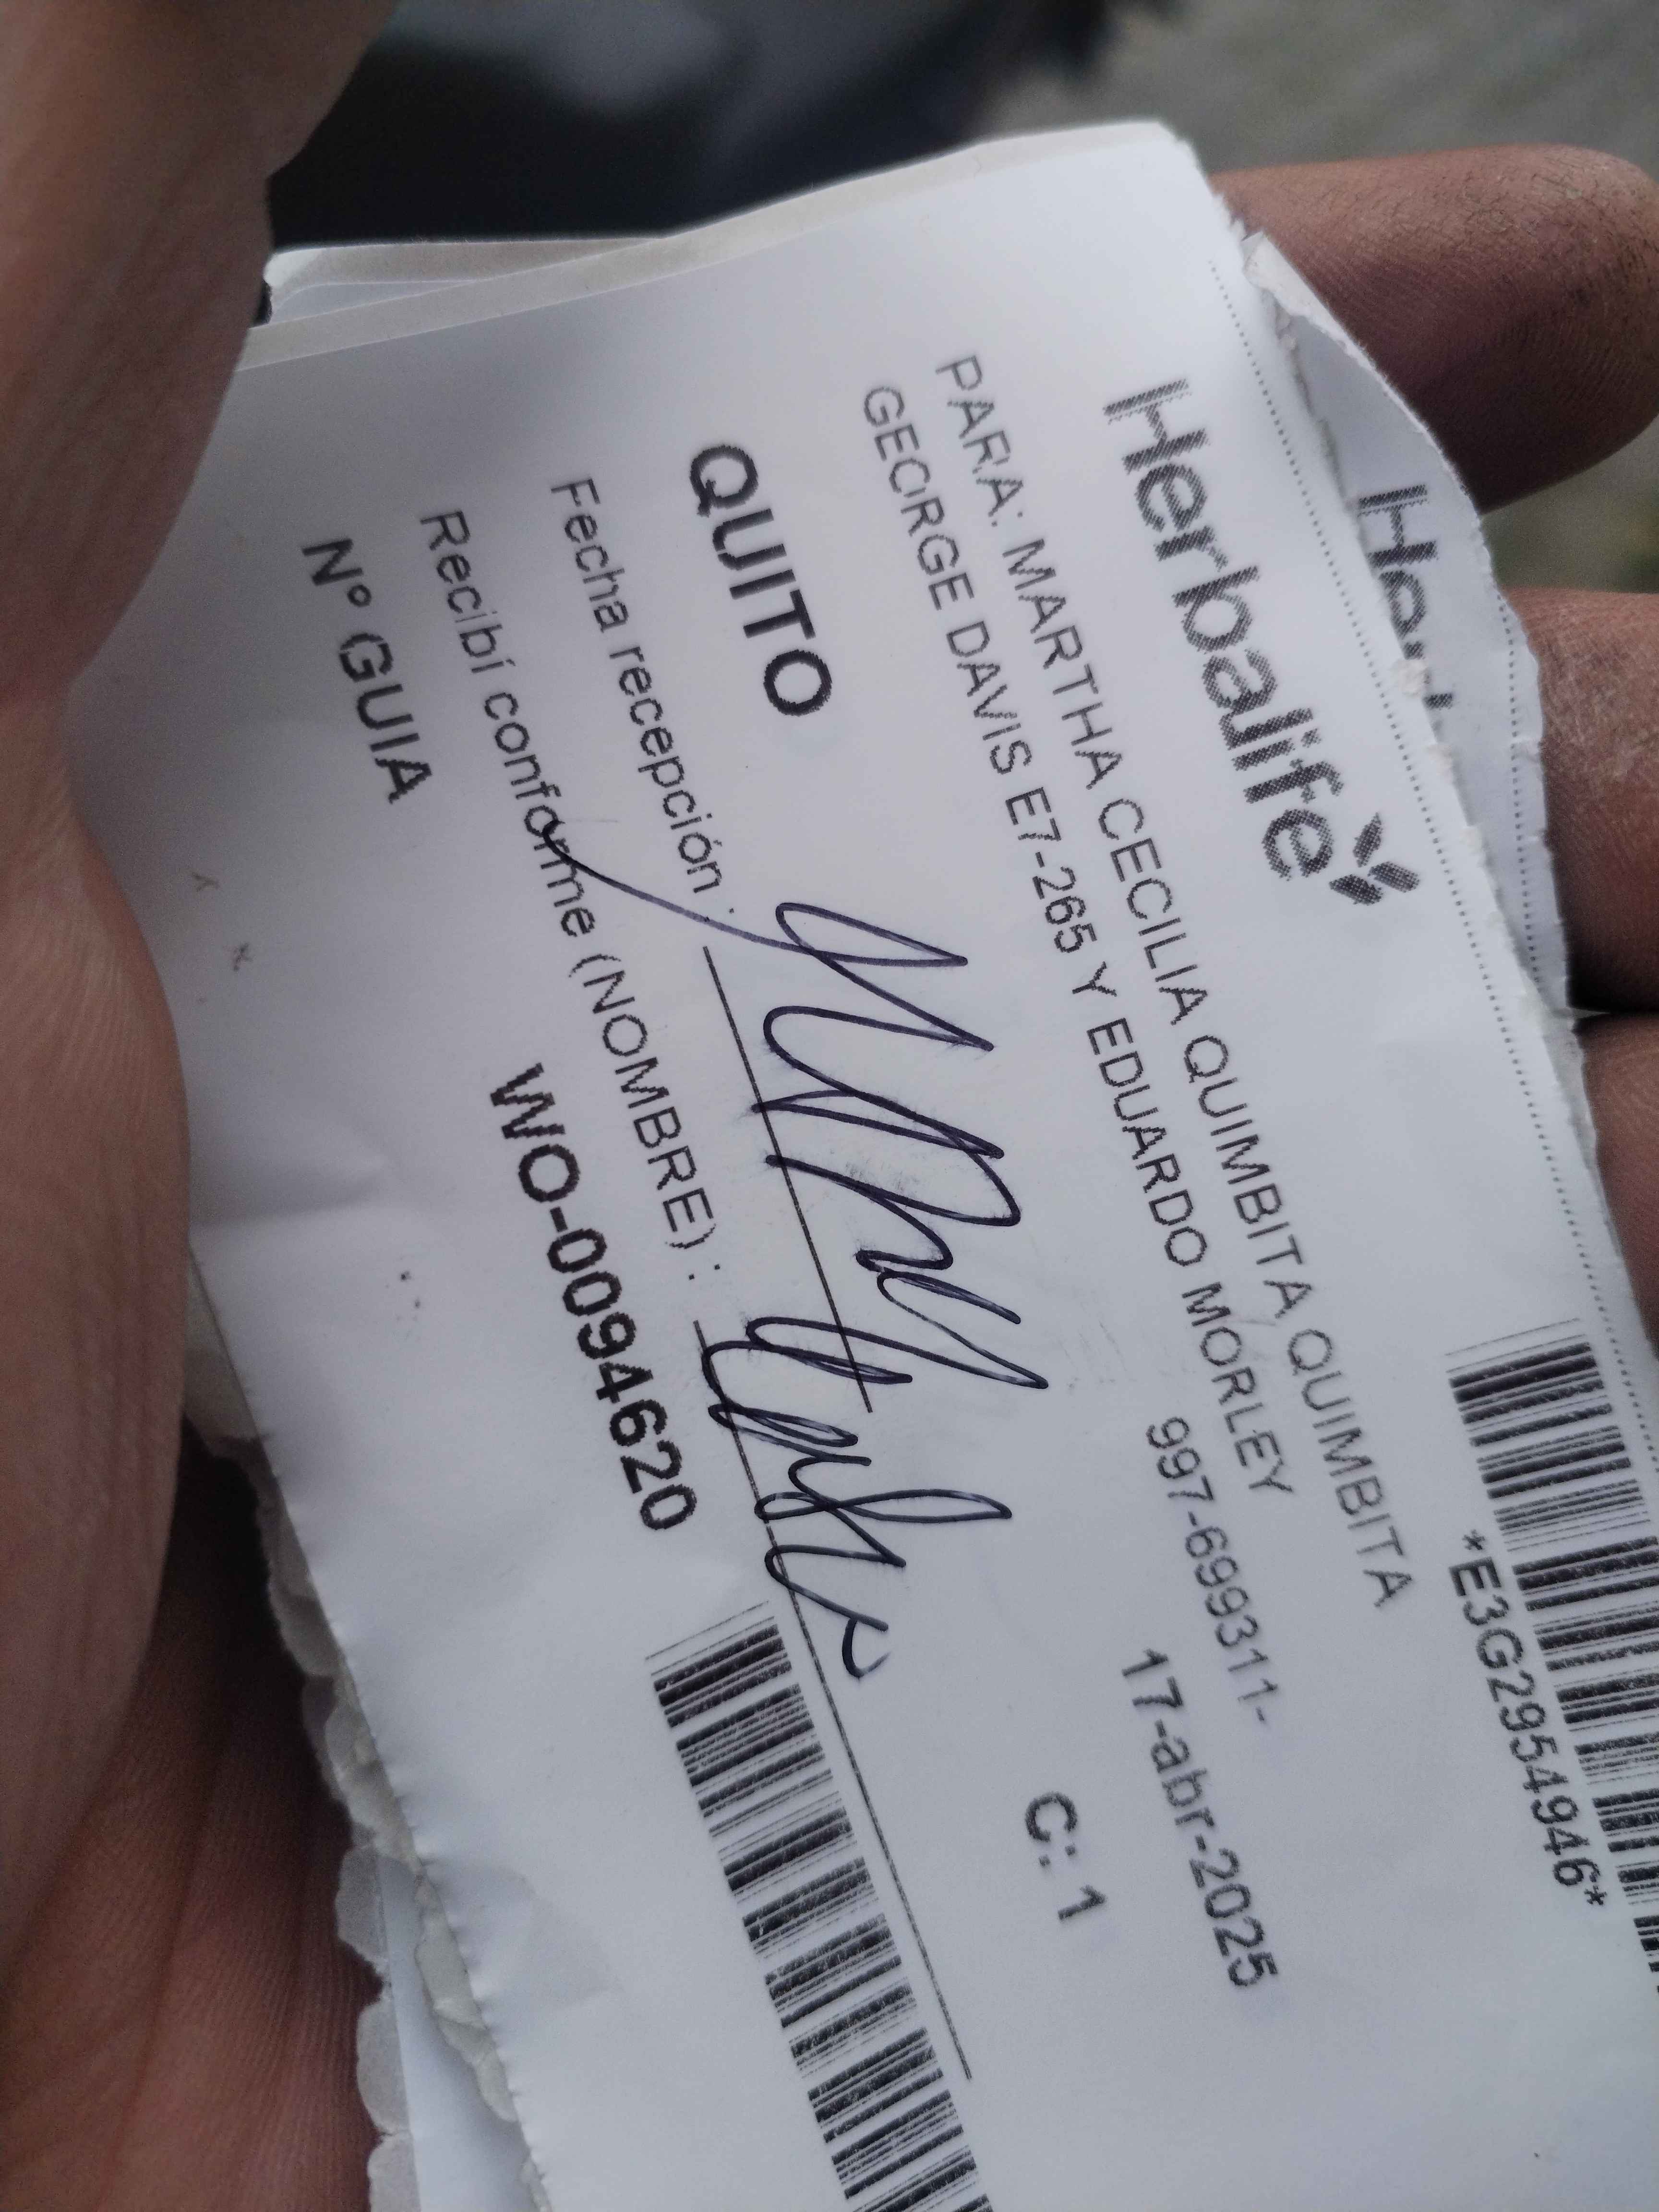 Herbalife
*E3G2954946*
PARA: MARTHA CECILIA QUIMBITA QUIMBITA
GEORGE DAVIS E7-265 Y EDUARDO MORLEY
997-699311-
17-abr-2025
QUITO
C: 1
Fecha recepción :
Recibí conforme (NOMBRE) :
Nº GUIA
WO-0094620